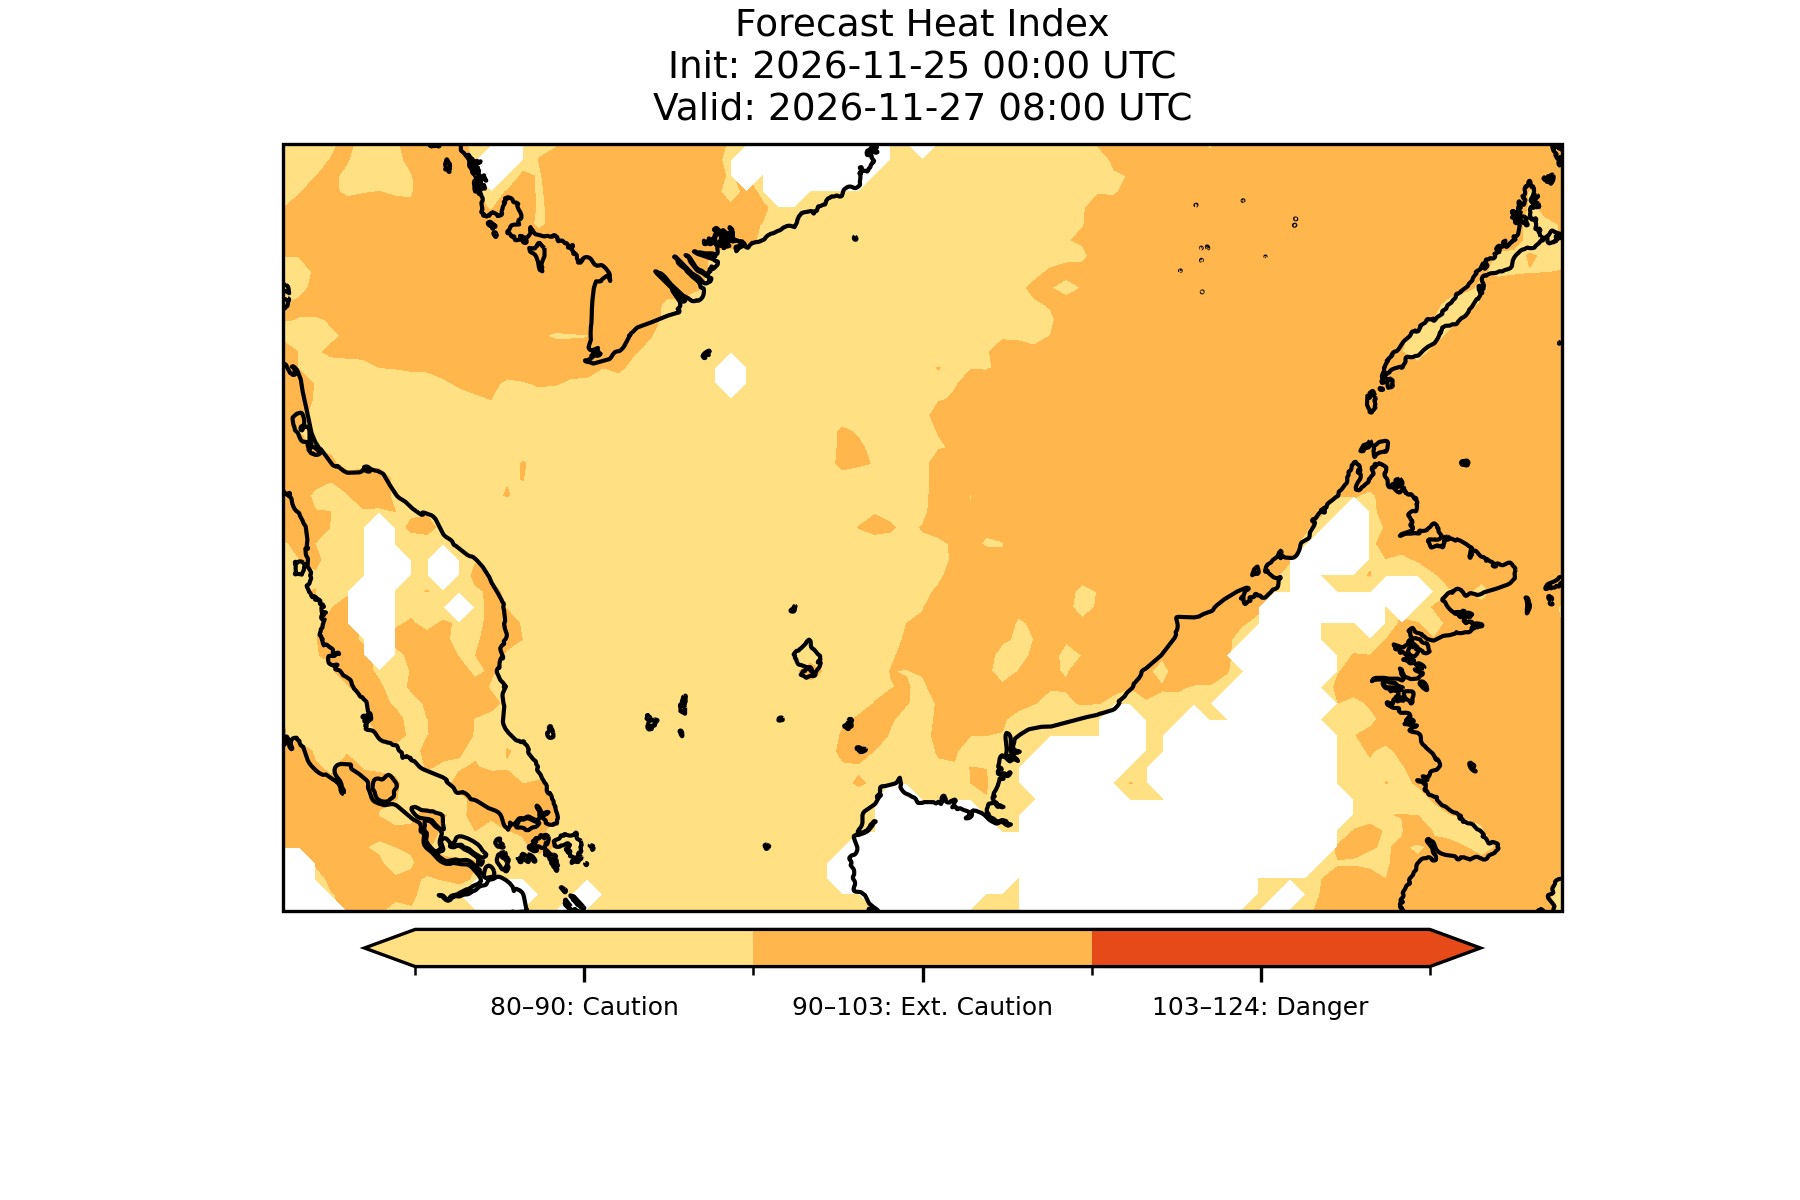 Forecast Heat Index
Init: 2026-11-25 00:00 UTC
Valid: 2026-11-27 08:00 UTC
80–90: Caution
90–103: Ext. Caution
103–124: Danger